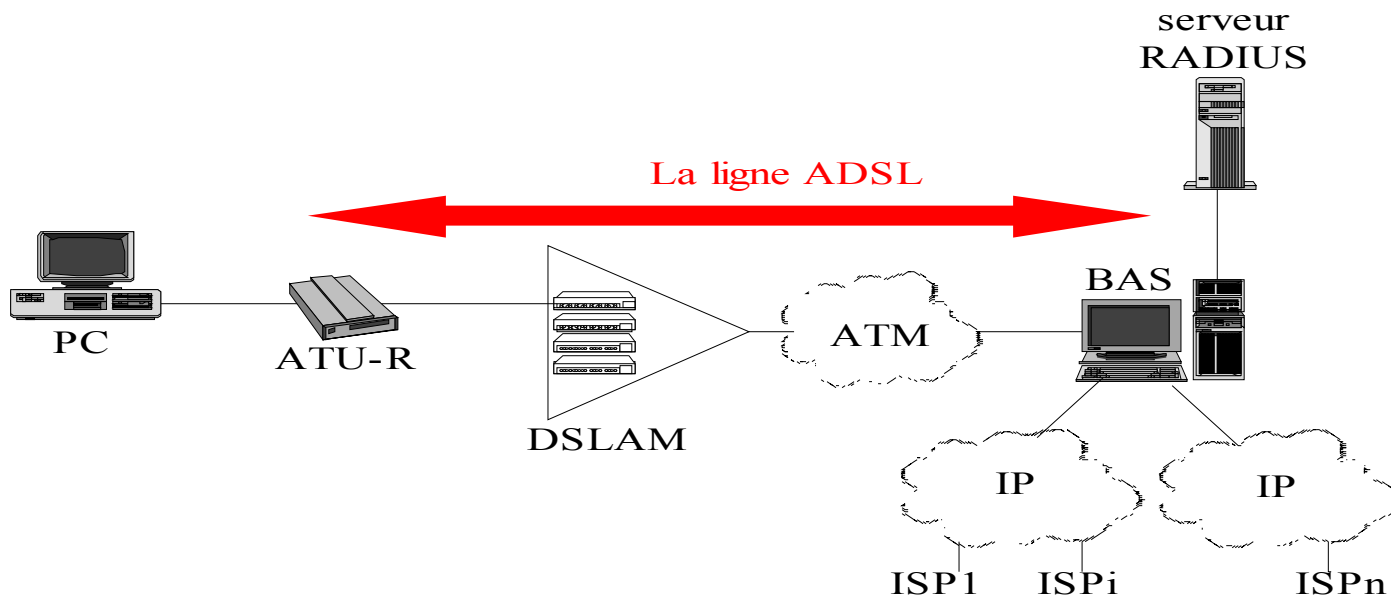 serveur
RADIUS
La ligne ADSL
BAS
PC
ATU-R
ATM
DSLAM
IP
IP
ISP1
ISPi
ISPn